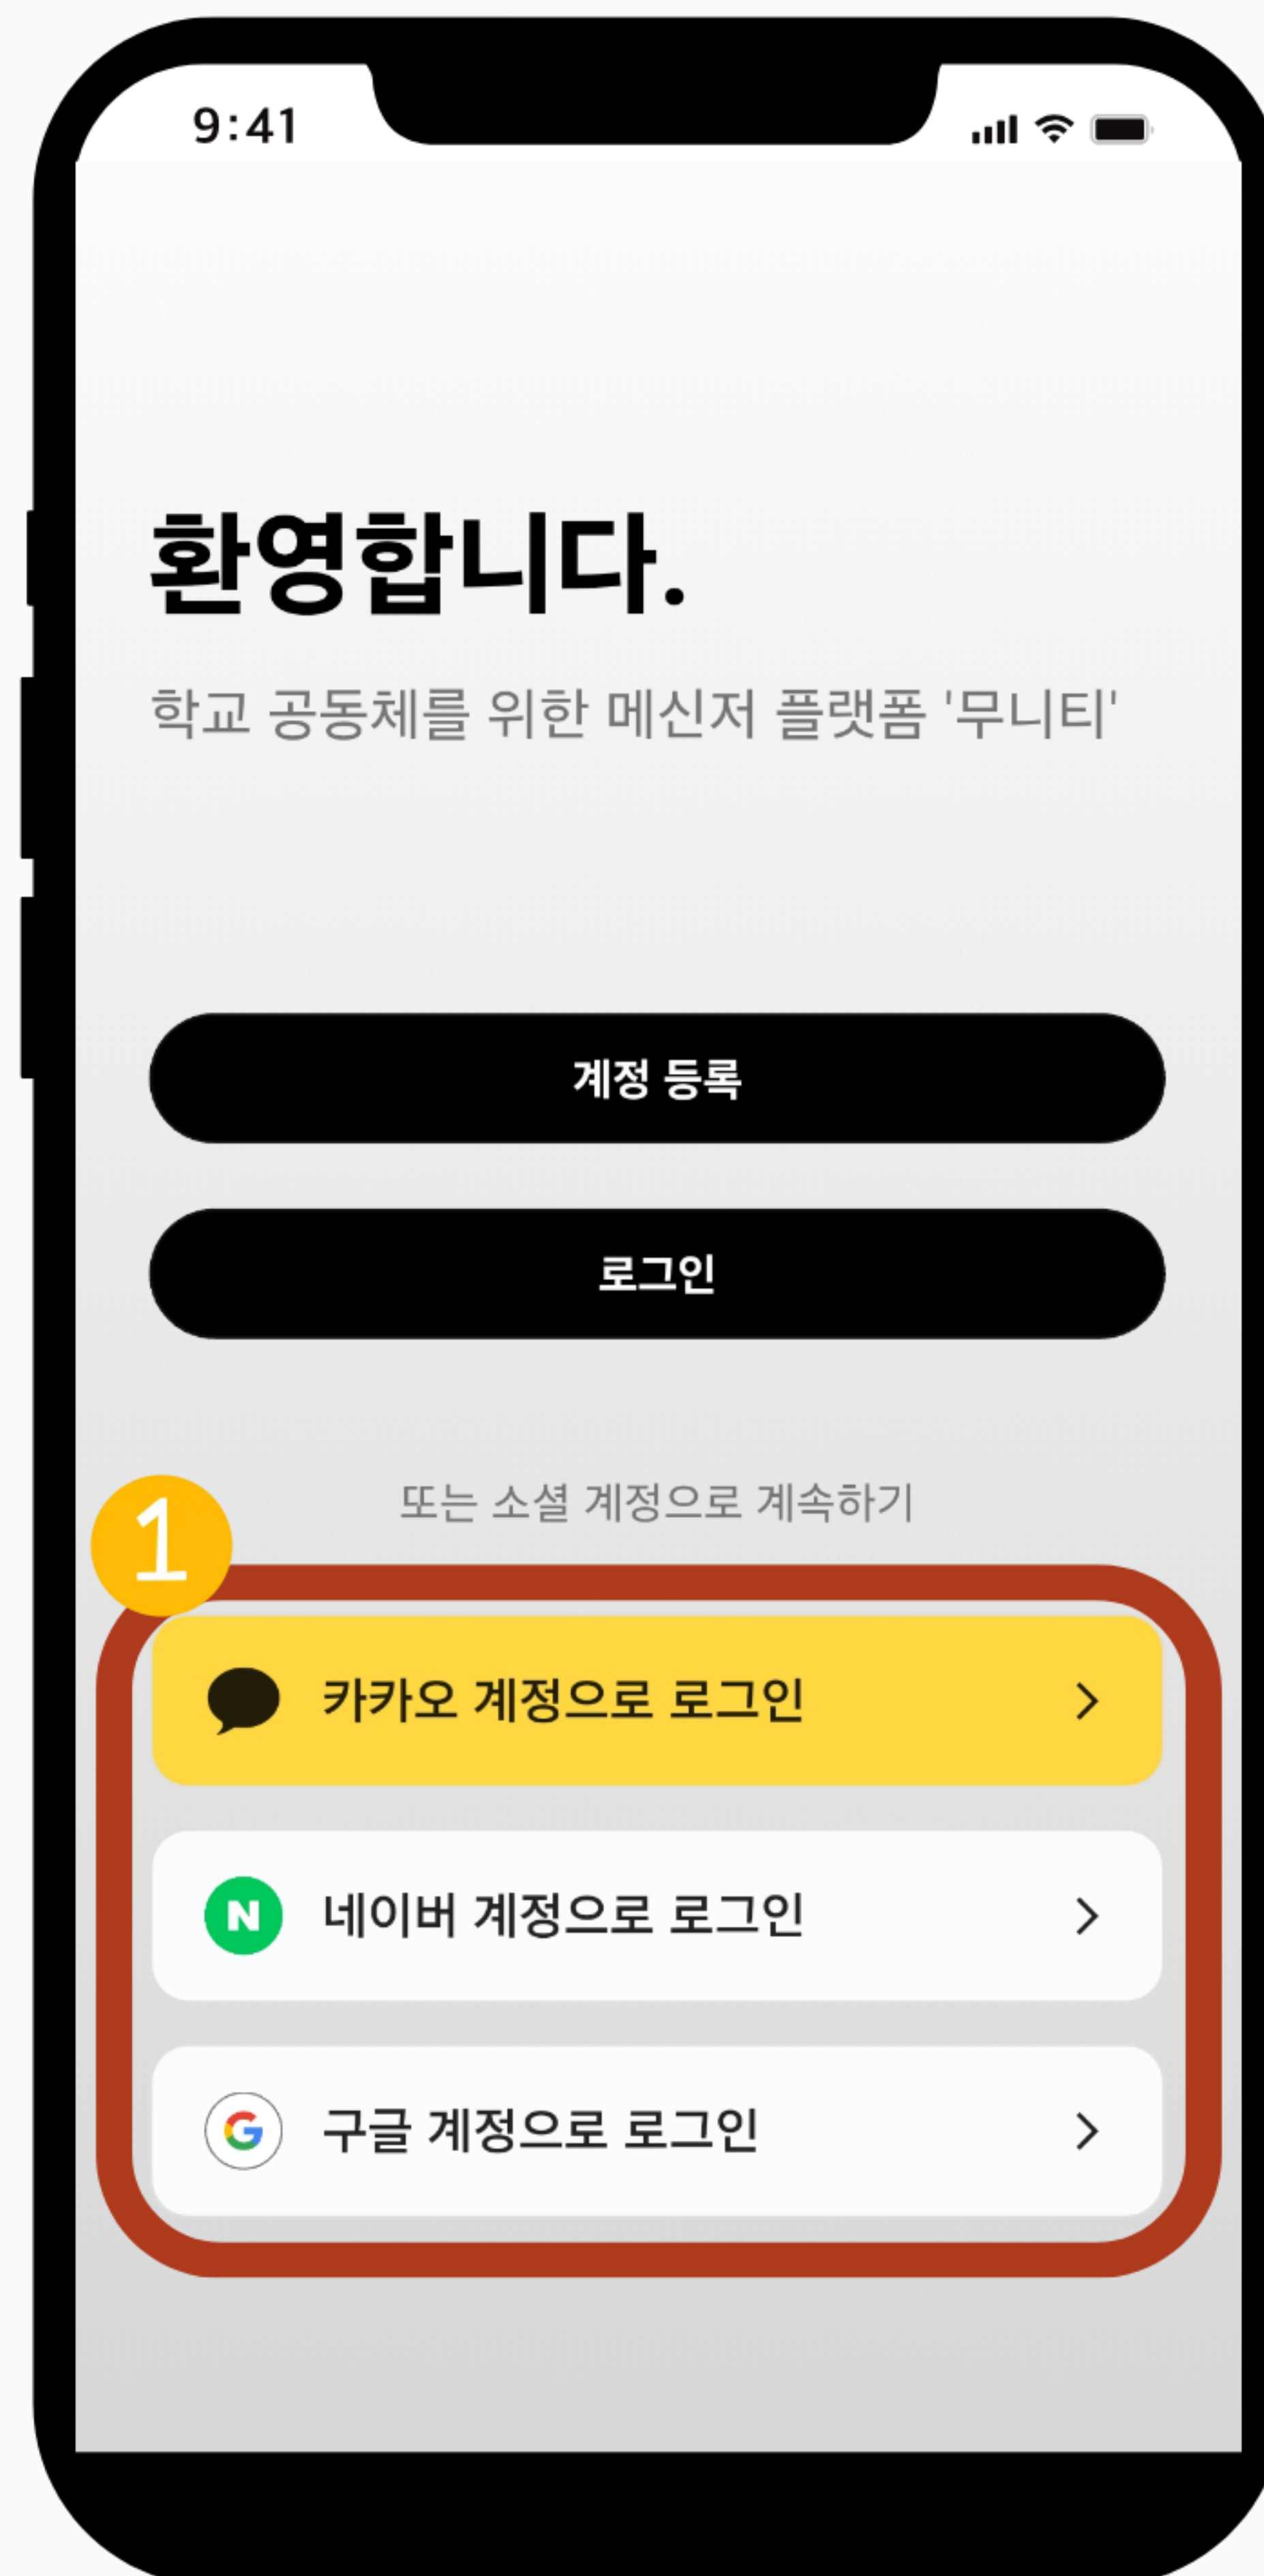 9:41
환영합니다.
학교 공동체를 위한 메신저 플랫폼 '무니티'
계정 등록
로그인
또는 소셜 계정으로 계속하기
1
카카오 계정으로 로그인
N 네이버 계정으로 로그인
G 구글 계정으로 로그인